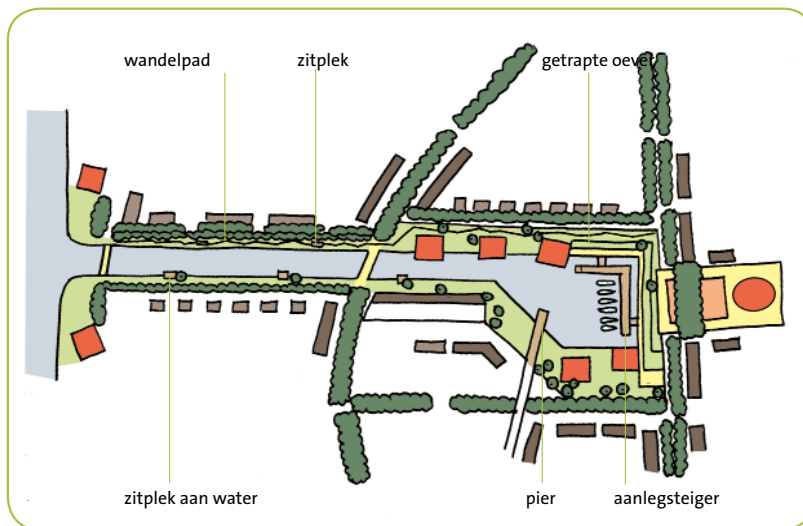 wandelpad
zitplek
getrapte oever
zitplek aan water
pier
aanlegsteiger